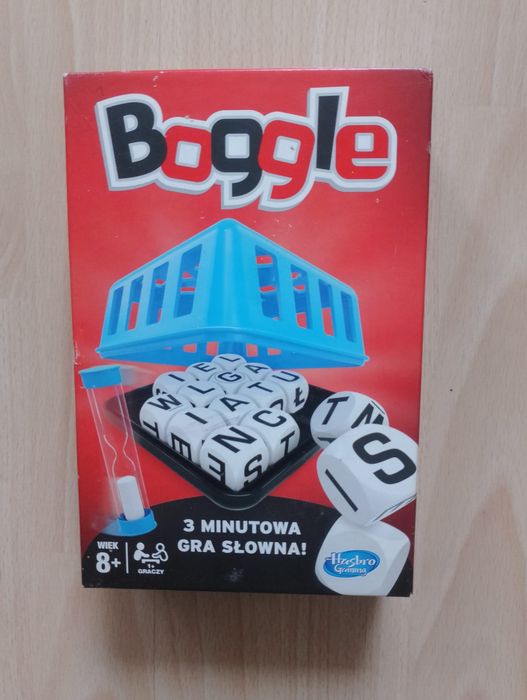 Boggle
3 MINUTOWA
GRA SŁOWNA!
WIEK
8+
1+
GRACZY
Hasbro
Gaming